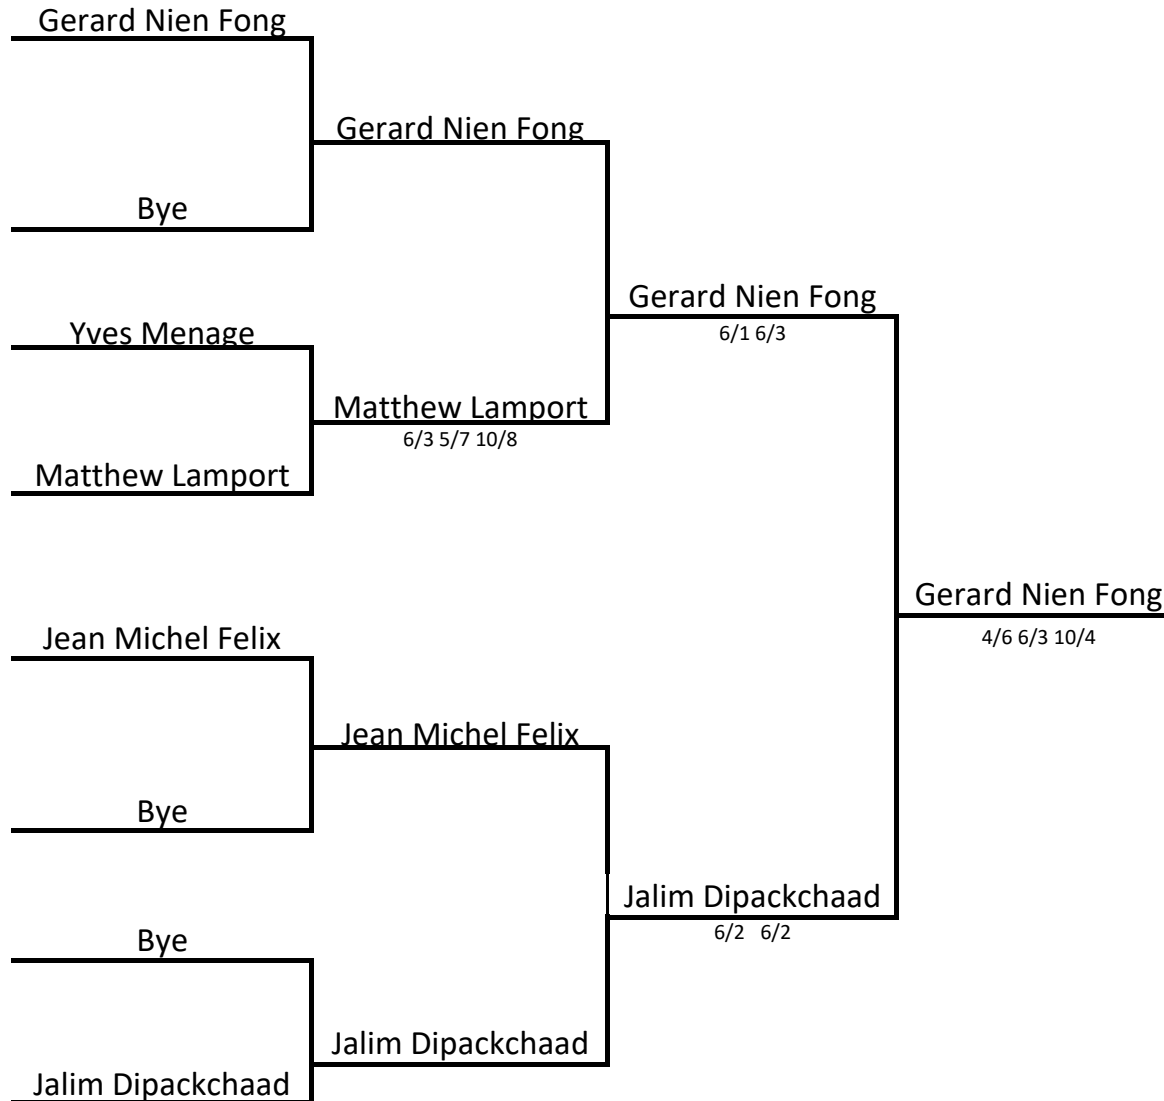 Gerard Nien Fong
Gerard Nien Fong
Bye
Gerard Nien Fong
6/1 6/3
Yves Menage
Matthew Lamport
6/3 5/7 10/8
Matthew Lamport
Gerard Nien Fong
4/6 6/3 10/4
Jean Michel Felix
Jean Michel Felix
Bye
Jalim Dipackchaad
6/2 6/2
Bye
Jalim Dipackchaad
Jalim Dipackchaad